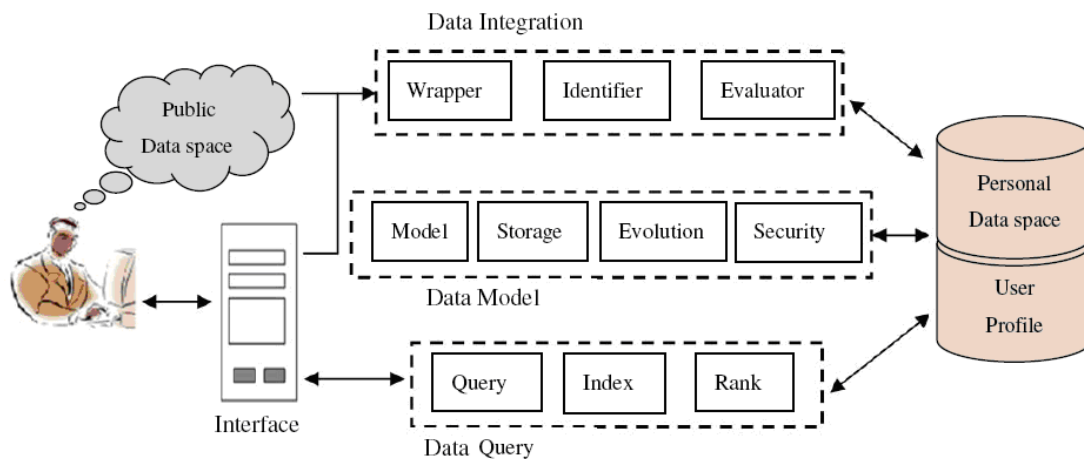 Data Integration
Wrapper
Identifier
Evaluator
Public
Data space
Personal
Data space
Model
Storage
Evolution
Security
Data Model
User
Profile
Query
Index
Rank
Interface
Data Query